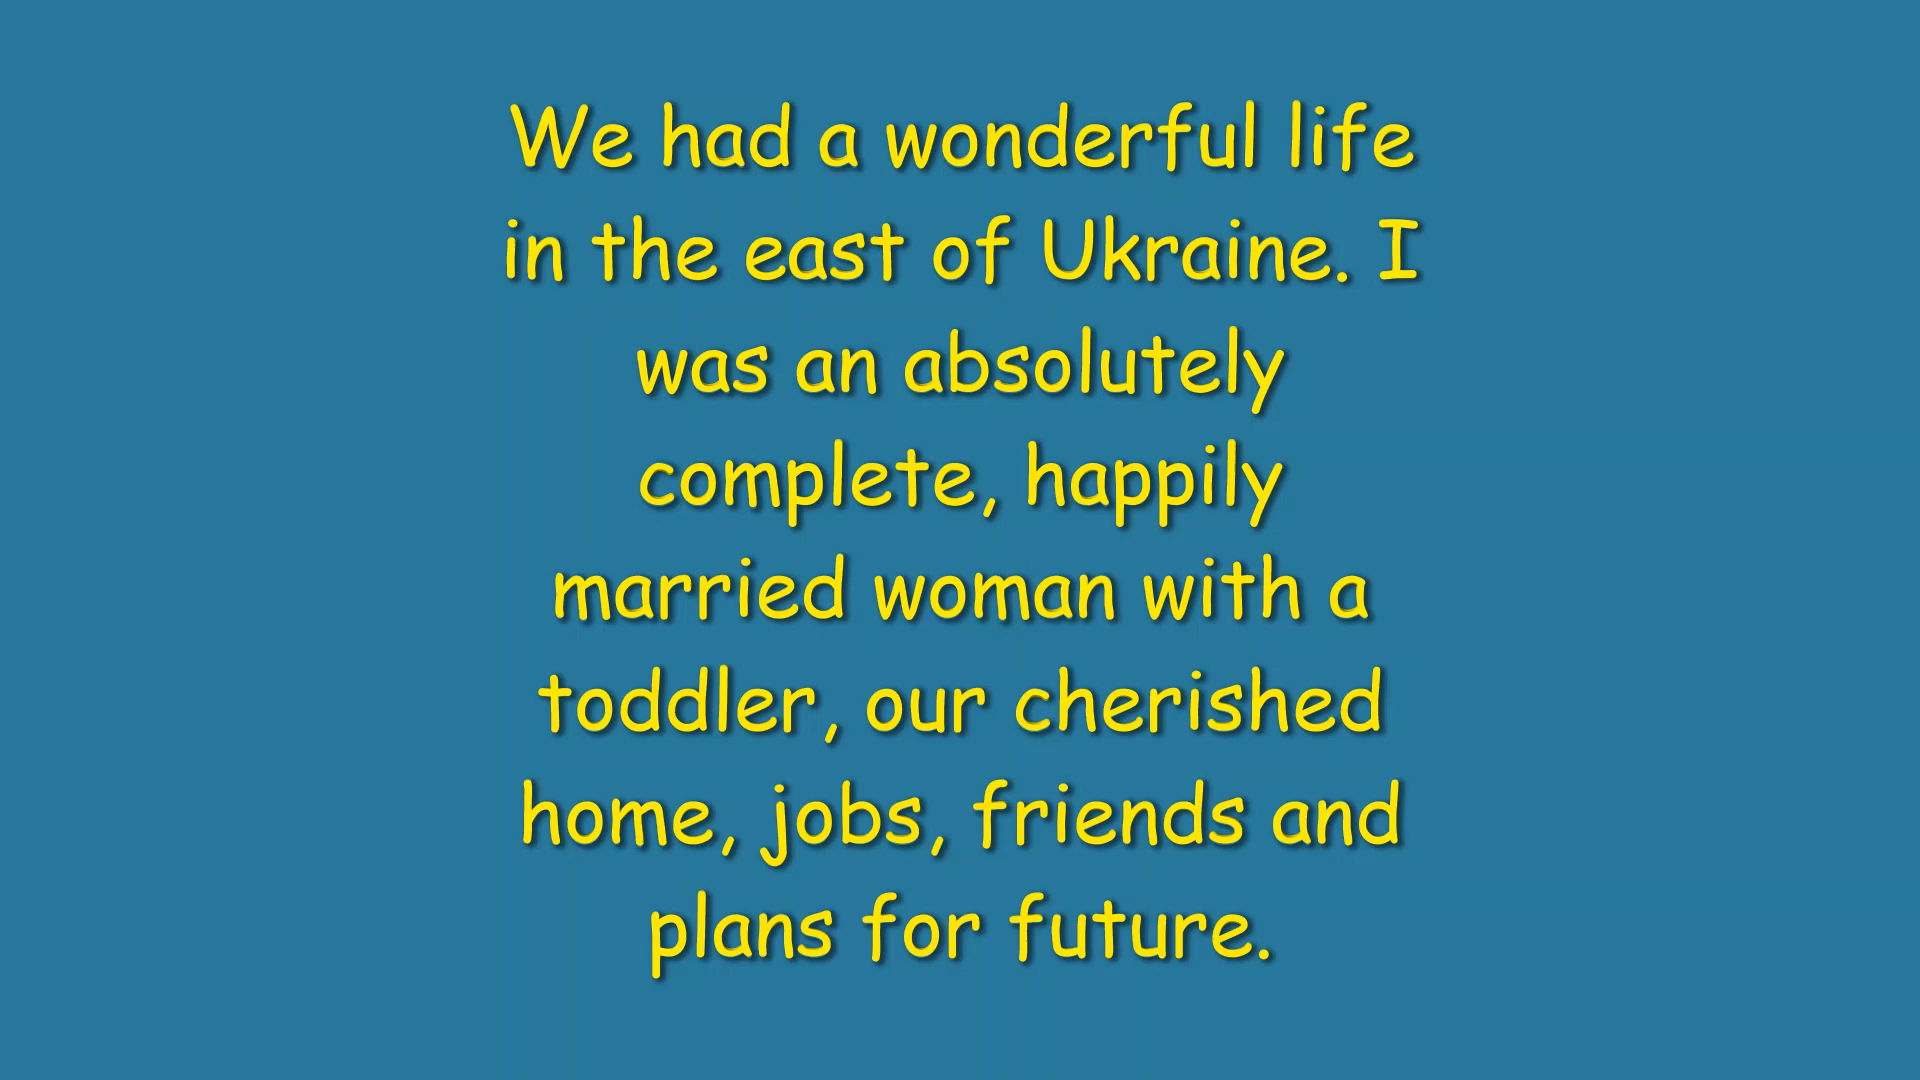 We had a wonderful life
in the east of Ukraine. I
was an absolutely
complete, happily
married woman with a
toddler, our cherished
home, jobs, friends and
plans for future.